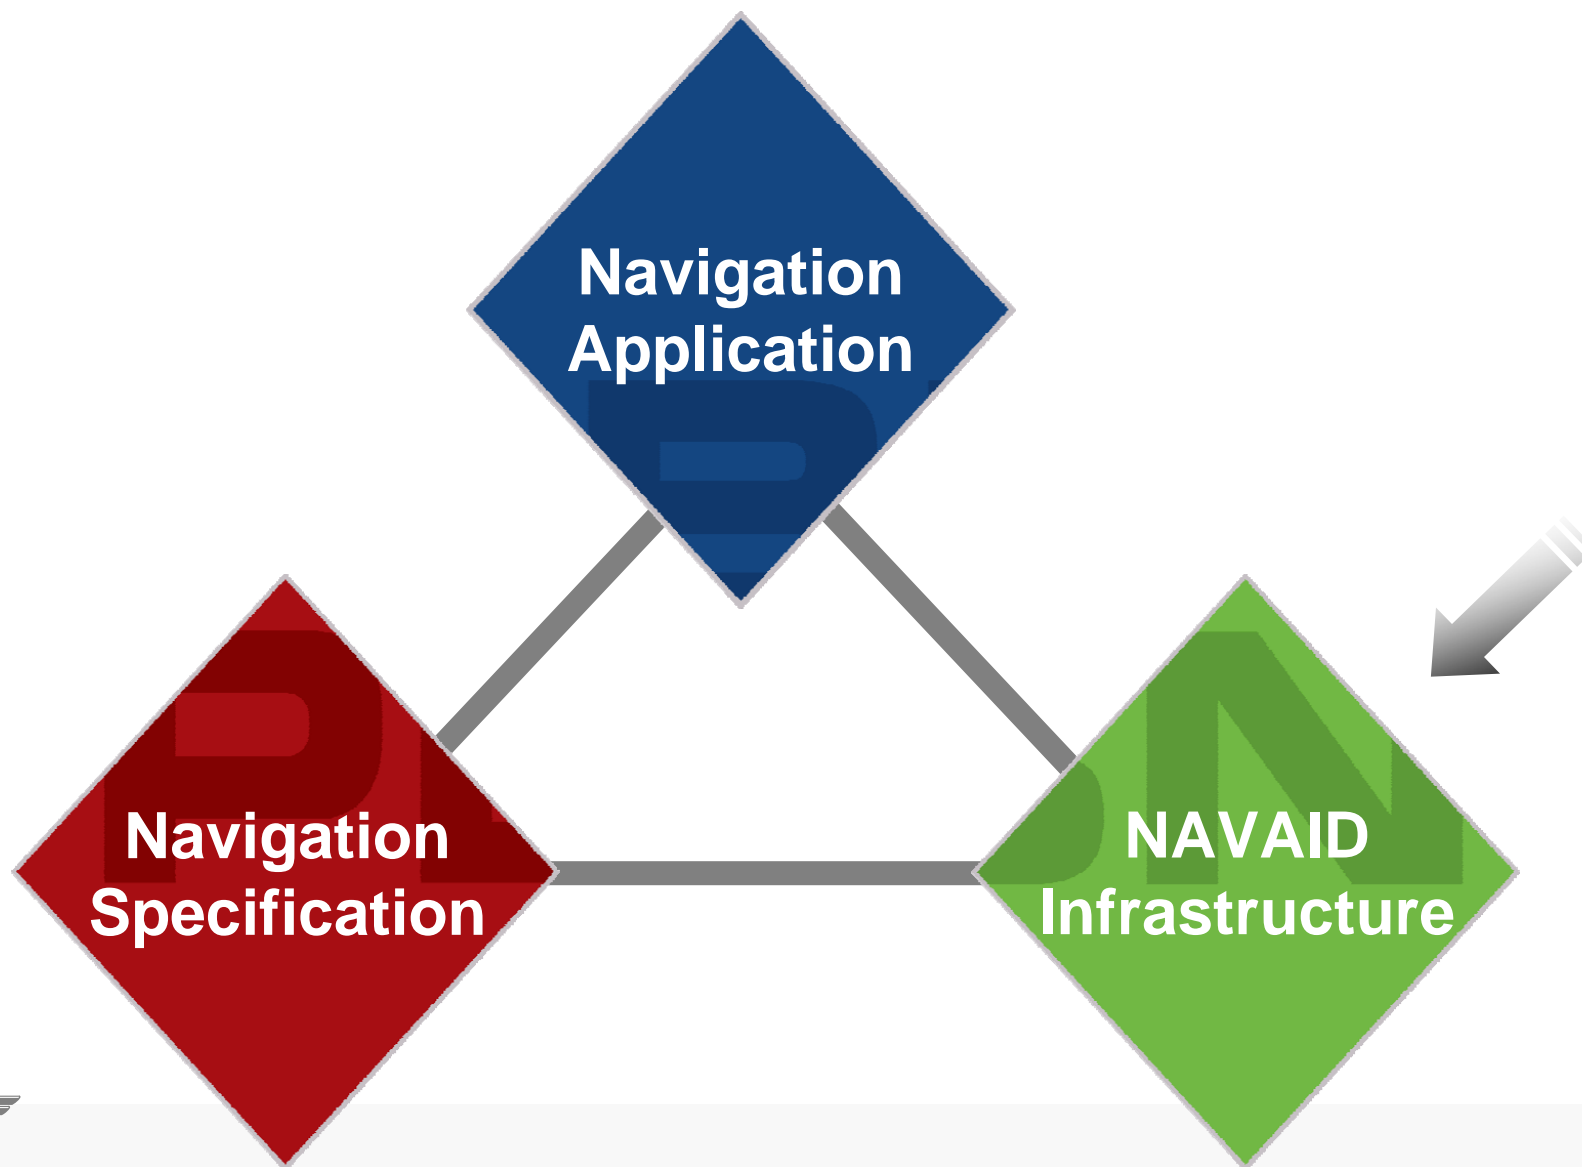 Navigation
Application
Navigation
Specification
NAVAID
Infrastructure